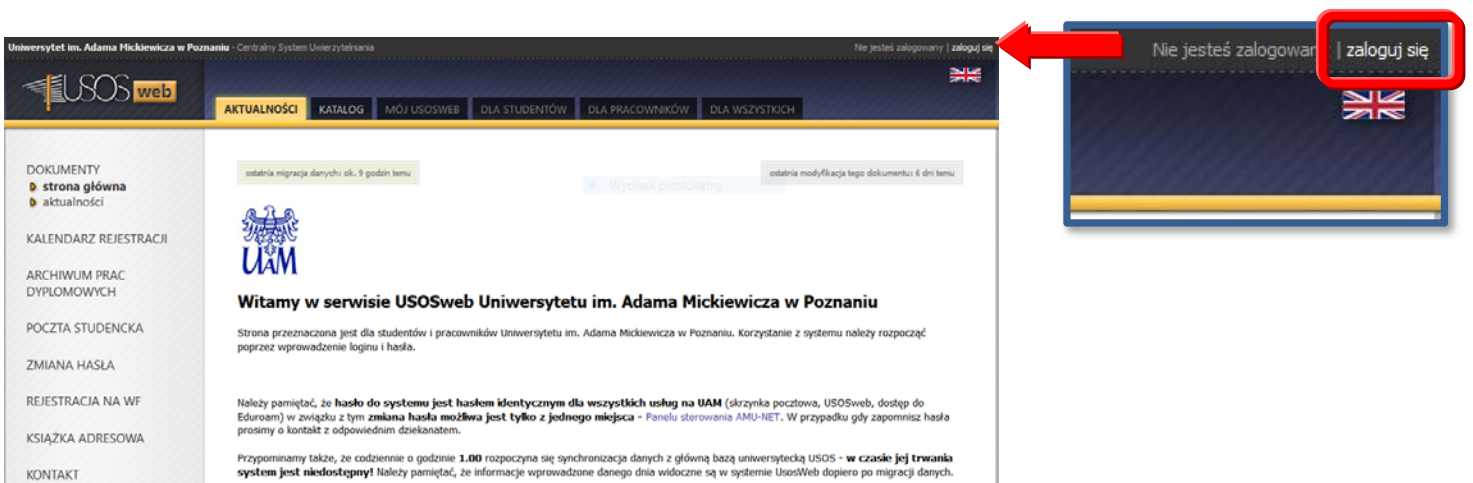 Uniwersytet im. Adama Mickiewicza w Poznaniu - Centralny System Uwierzytelniania
Nie jesteś zalogowany | zaloguj się
USOS web
AKTUALNOŚCI KATALOG MÓJ USOSWEB DLA STUDENTÓW DLA PRACOWNIKÓW DLA WSZYSTKICH
DOKUMENTY
strona główna
aktualności
KALENDARZ REJESTRACJI
ARCHIWUM PRAC
DYPLOMOWYCH
POCZTA STUDENCKA
ZMIANA HASŁA
REJESTRACJA NA WF
KSIĄŻKA ADRESOWA
KONTAKT
ostatnia migracja danych: ok. 9 godzin temu
Wycinek prostokątny
ostatnia modyfikacja tego dokumentu: 6 dni temu
UAM
Witamy w serwisie USOSweb Uniwersytetu im. Adama Mickiewicza w Poznaniu
Strona przeznaczona jest dla studentów i pracowników Uniwersytetu im. Adama Mickiewicza w Poznaniu. Korzystanie z systemu należy rozpocząć
poprzez wprowadzenie loginu i hasła.
Należy pamiętać, że hasło do systemu jest hasłem identycznym dla wszystkich usług na UAM (skrzynka pocztowa, USOSweb, dostęp do
Eduroam) w związku z tym zmiana hasła możliwa jest tylko z jednego miejsca - Panelu sterowania AMU-NET. W przypadku gdy zapomnisz hasła
prosimy o kontakt z odpowiednim dziekanatem.
Przypominamy także, że codziennie o godzinie 1.00 rozpoczyna się synchronizacja danych z główną bazą uniwersytecką USOS - w czasie jej trwania
system jest niedostępny! Należy pamiętać, że informacje wprowadzone danego dnia widoczne są w systemie UsosWeb dopiero po migracji danych.
Nie jesteś zalogowany | zaloguj się